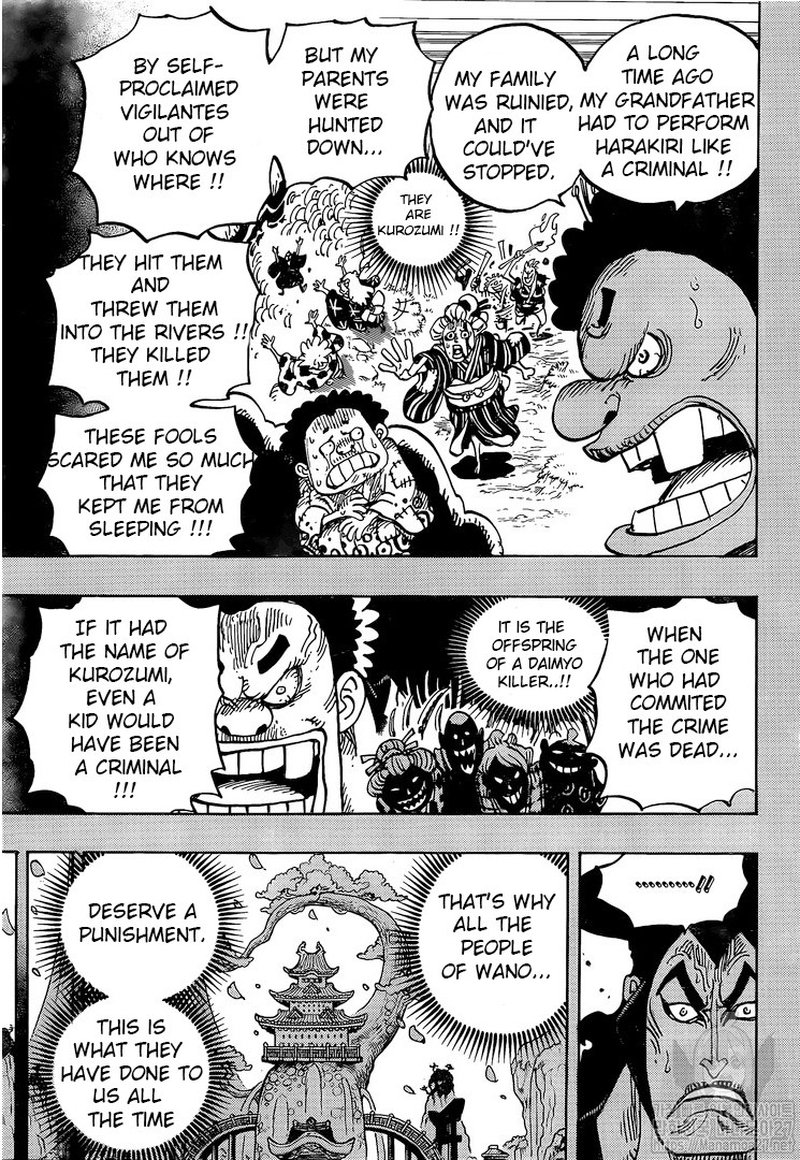 A LONG
TIME AGO
MY GRANDFATHER
HAD TO PERFORM
HARAKIRI LIKE
A CRIMINAL !!
MY FAMILY
WAS RUINIED,
AND IT
COULD'VE
STOPPED.
BUT MY
PARENTS
WERE
HUNTED
DOWN...
BY SELF-
PROCLAIMED
VIGILANTES
OUT OF
WHO KNOWS
WHERE !!
THEY
ARE
KUROZUMI !!
THEY HIT THEM
AND
THREW THEM
INTO THE RIVERS !!
THEY KILLED
THEM !!
THESE FOOLS
SCARED ME SO MUCH
THAT THEY
KEPT ME FROM
SLEEPING !!!
WHEN
THE ONE
WHO HAD
COMMITED
THE CRIME
WAS DEAD...
IT IS THE
OFFSPRING
OF A DAIMYO
KILLER..!!
IF IT HAD
THE NAME OF
KUROZUMI,
EVEN A
KID WOULD
HAVE BEEN
A CRIMINAL
!!!
..........!!
THAT'S WHY
ALL THE
PEOPLE
OF WANO...
DESERVE A
PUNISHMENT.
THIS IS
WHAT THEY
HAVE DONE TO
US ALL
THE TIME